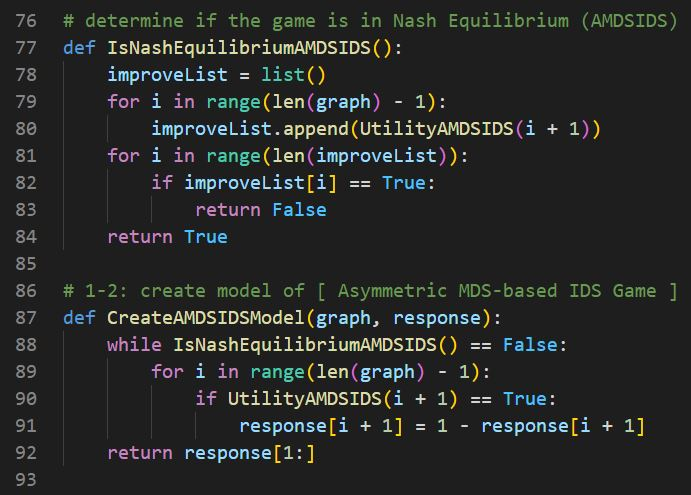 76 # determine if the game is in Nash Equilibrium (AMDSIDS)
77 def IsNashEquilibriumAMDSIDS():
78     improveList = list()
79     for i in range(len(graph) - 1):
80         improveList.append(UtilityAMDSIDS(i + 1))
81     for i in range(len(improveList)):
82         if improveList[i] == True:
83             return False
84     return True
85
86 # 1-2: create model of [ Asymmetric MDS-based IDS Game ]
87 def CreateAMDSIDSModel(graph, response):
88     while IsNashEquilibriumAMDSIDS() == False:
89         for i in range(len(graph) - 1):
90             if UtilityAMDSIDS(i + 1) == True:
91                 response[i + 1] = 1 - response[i + 1]
92     return response[1:]
93